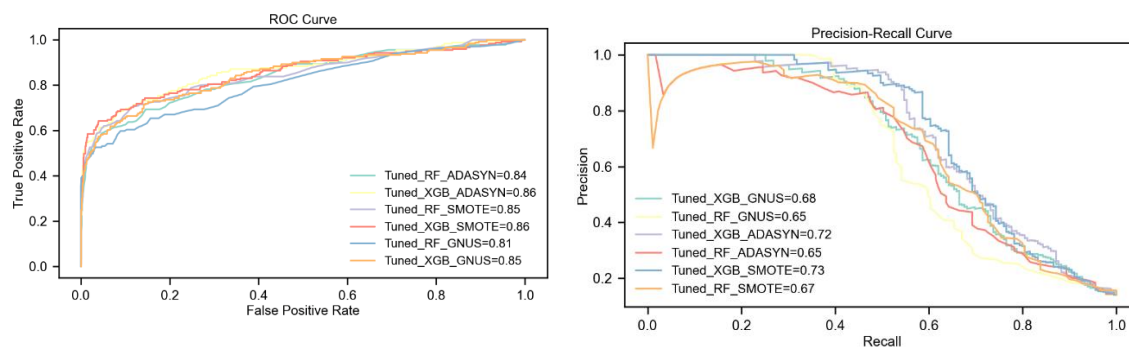 ROC Curve
1.0
0.8
0.6
0.4
0.2
0.0
True Positive Rate
Tuned_RF_ADASYN=0.84
Tuned_XGB_ADASYN=0.86
Tuned_RF_SMOTE=0.85
Tuned_XGB_SMOTE=0.86
Tuned_RF_GNUS=0.81
Tuned_XGB_GNUS=0.85
0.0 0.2 0.4 0.6 0.8 1.0
False Positive Rate
Precision-Recall Curve
1.0
0.8
0.6
0.4
0.2
Precision
Tuned_XGB_GNUS=0.68
Tuned_RF_GNUS=0.65
Tuned_XGB_ADASYN=0.72
Tuned_RF_ADASYN=0.65
Tuned_XGB_SMOTE=0.73
Tuned_RF_SMOTE=0.67
0.0 0.2 0.4 0.6 0.8 1.0
Recall